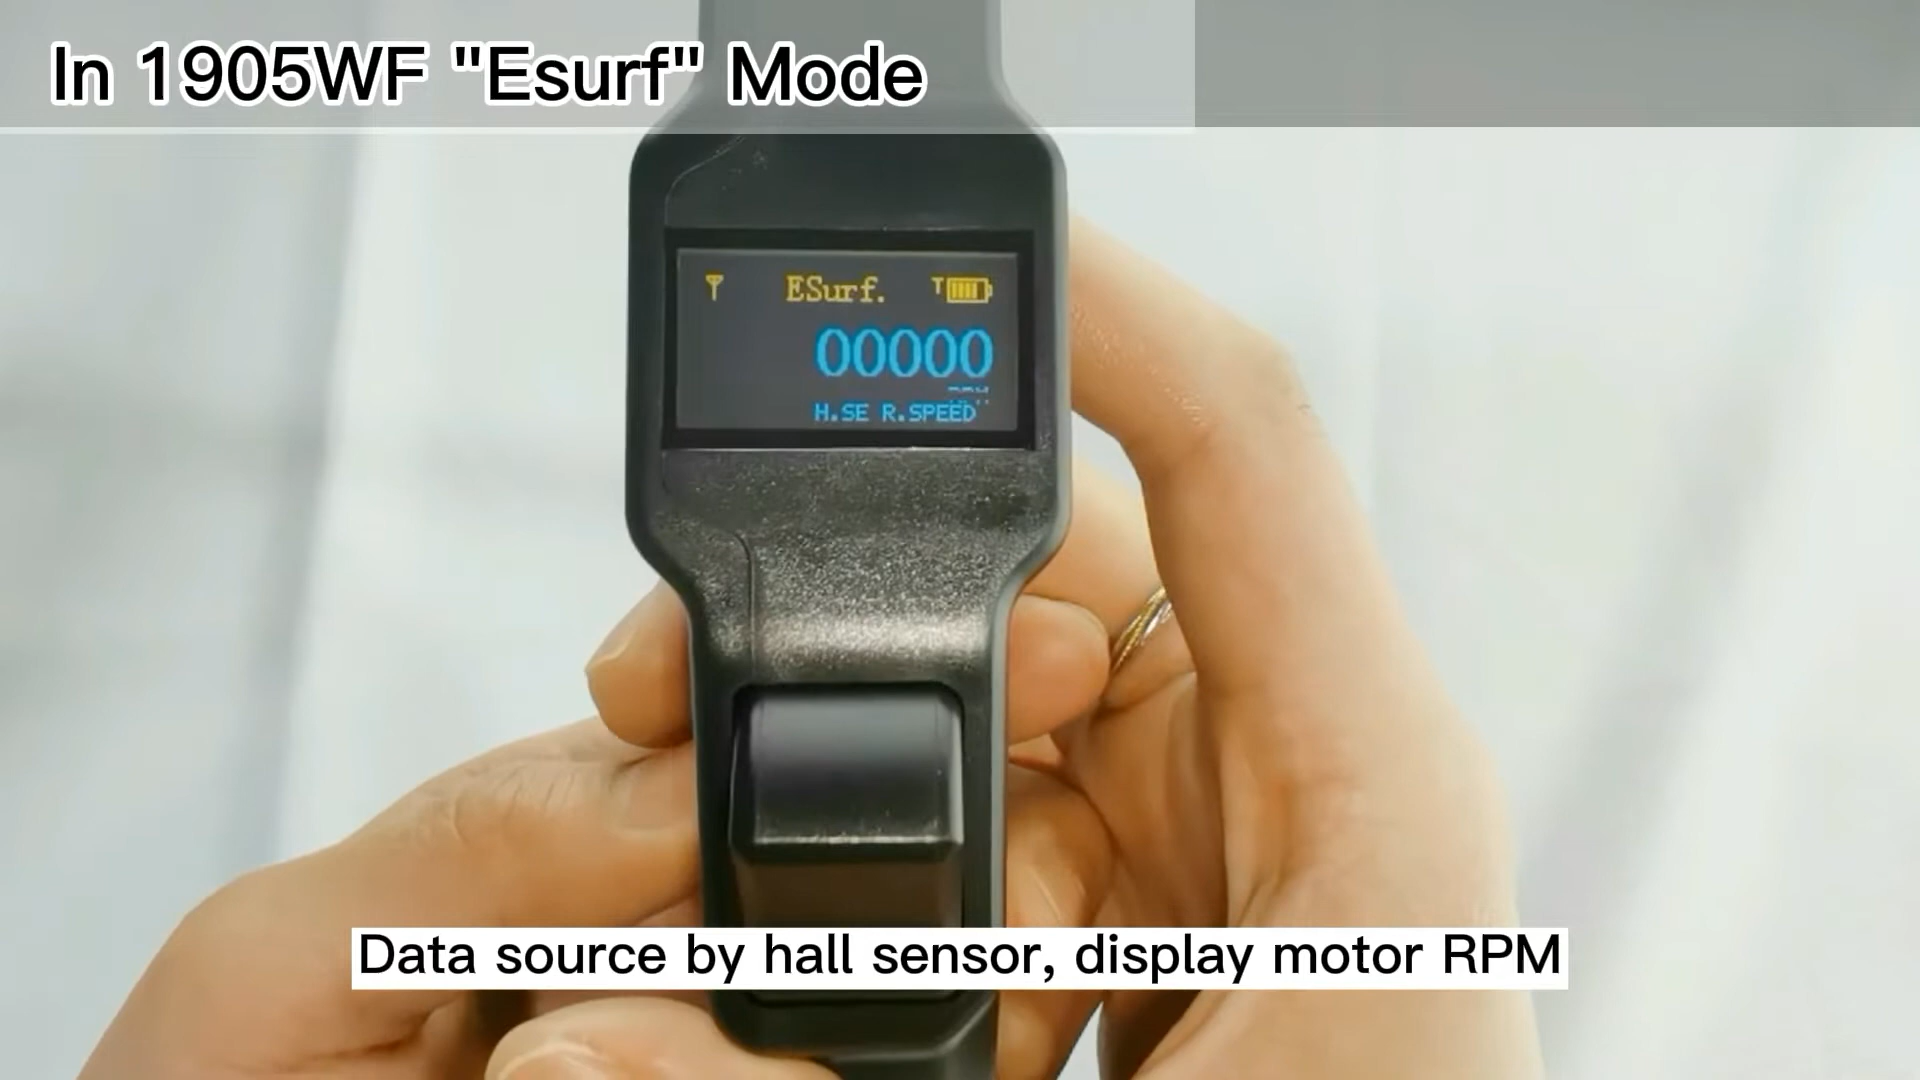 In 1905WF "Esurf" Mode
ESurf. T
00000
H.SE R.SPEED
Data source by hall sensor, display motor RPM